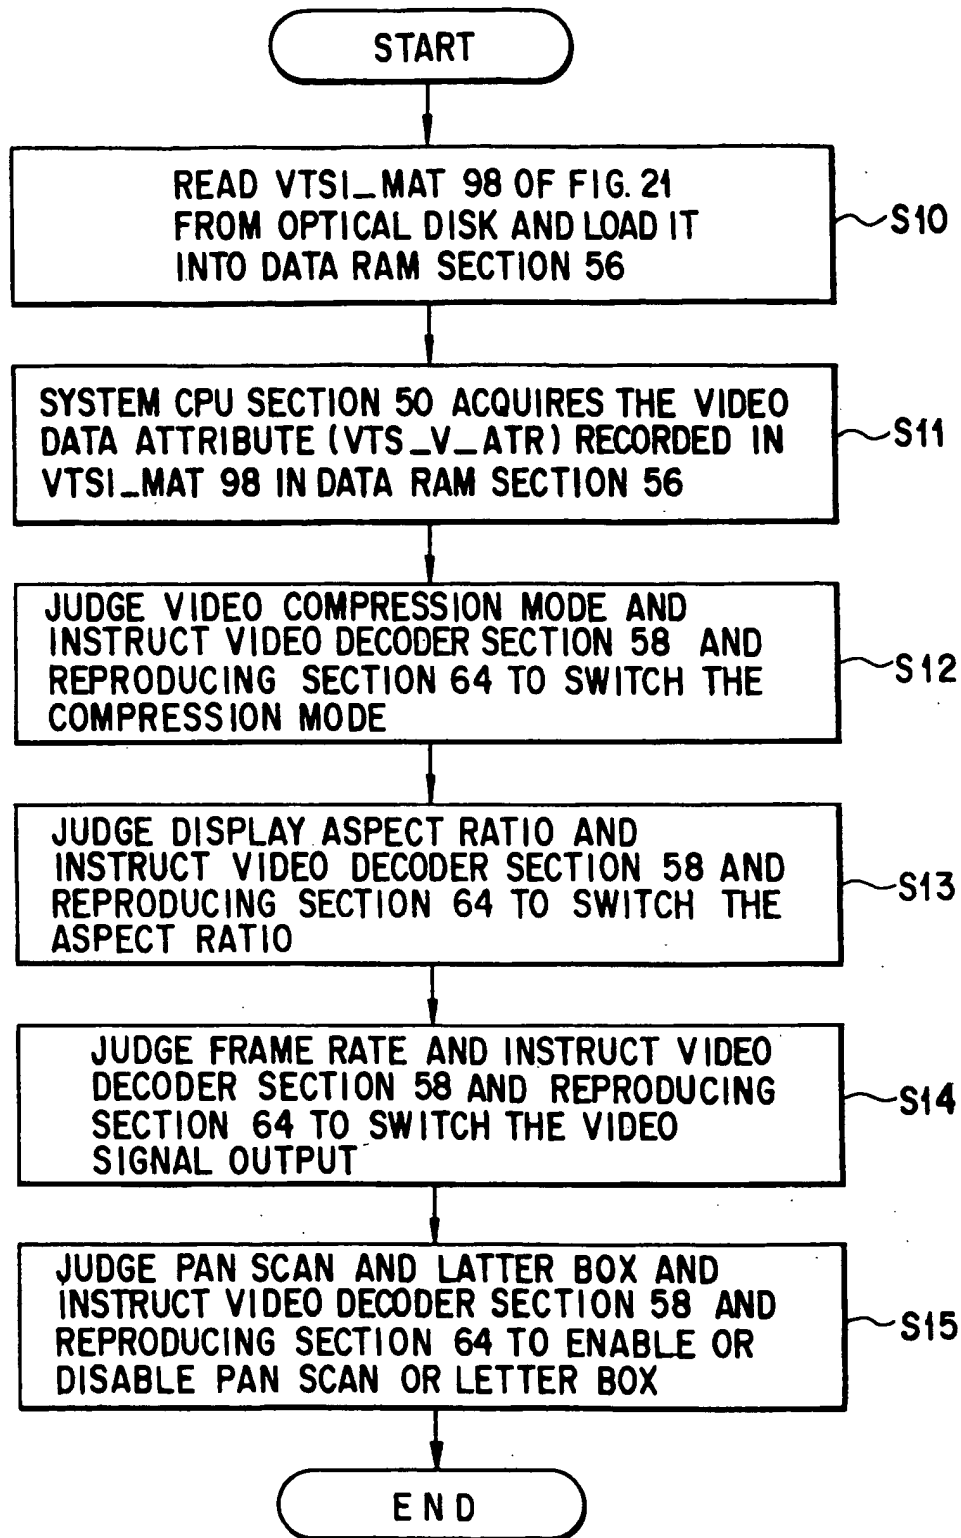 START
READ VTSI_MAT 98 OF FIG. 21
FROM OPTICAL DISK AND LOAD IT
INTO DATA RAM SECTION 56
S10
SYSTEM CPU SECTION 50 ACQUIRES THE VIDEO
DATA ATTRIBUTE (VTS_V_ATR) RECORDED IN
VTSI_MAT 98 IN DATA RAM SECTION 56
S11
JUDGE VIDEO COMPRESSION MODE AND
INSTRUCT VIDEO DECODER SECTION 58 AND
REPRODUCING SECTION 64 TO SWITCH THE
COMPRESSION MODE
S12
JUDGE DISPLAY ASPECT RATIO AND
INSTRUCT VIDEO DECODER SECTION 58 AND
REPRODUCING SECTION 64 TO SWITCH THE
ASPECT RATIO
S13
JUDGE FRAME RATE AND INSTRUCT VIDEO
DECODER SECTION 58 AND REPRODUCING
SECTION 64 TO SWITCH THE VIDEO
SIGNAL OUTPUT
S14
JUDGE PAN SCAN AND LATTER BOX AND
INSTRUCT VIDEO DECODER SECTION 58 AND
REPRODUCING SECTION 64 TO ENABLE OR
DISABLE PAN SCAN OR LETTER BOX
S15
END